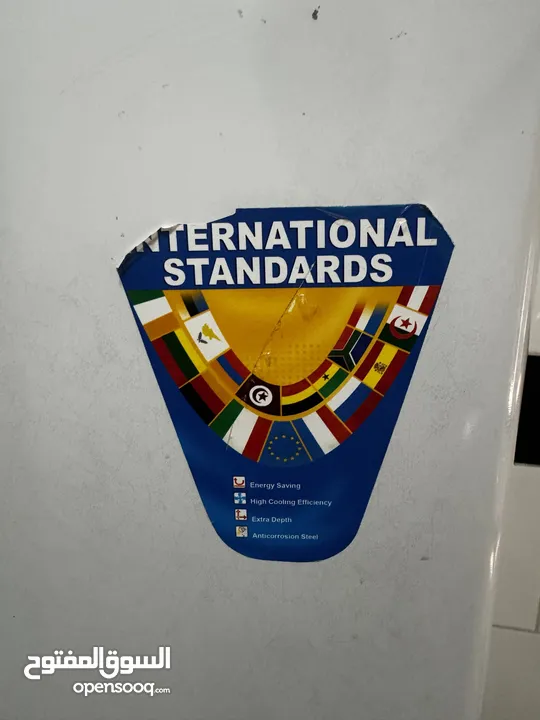 INTERNATIONAL
STANDARDS
Energy Saving
High Cooling Efficiency
Extra Depth
Anticorrosion Steel
السوق المفتوح
opensooq.com